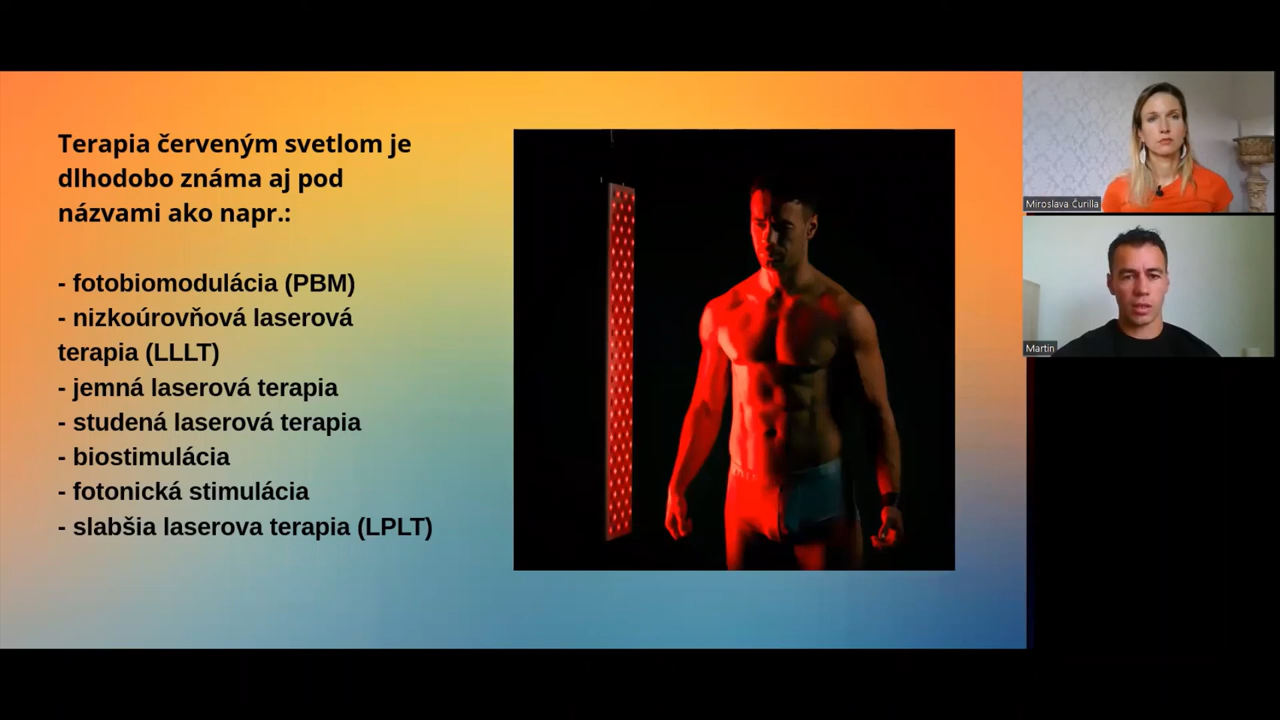 Terapia červeným svetlom je
dlhodobo známa aj pod
názvami ako napr.:
- fotobiomodulácia (PBM)
- nizkoúrovňová laserová
terapia (LLLT)
- jemná laserová terapia
- studená laserová terapia
- biostimulácia
- fotonická stimulácia
- slabšia laserova terapia (LPLT)
Miroslava Čurilla
Martin